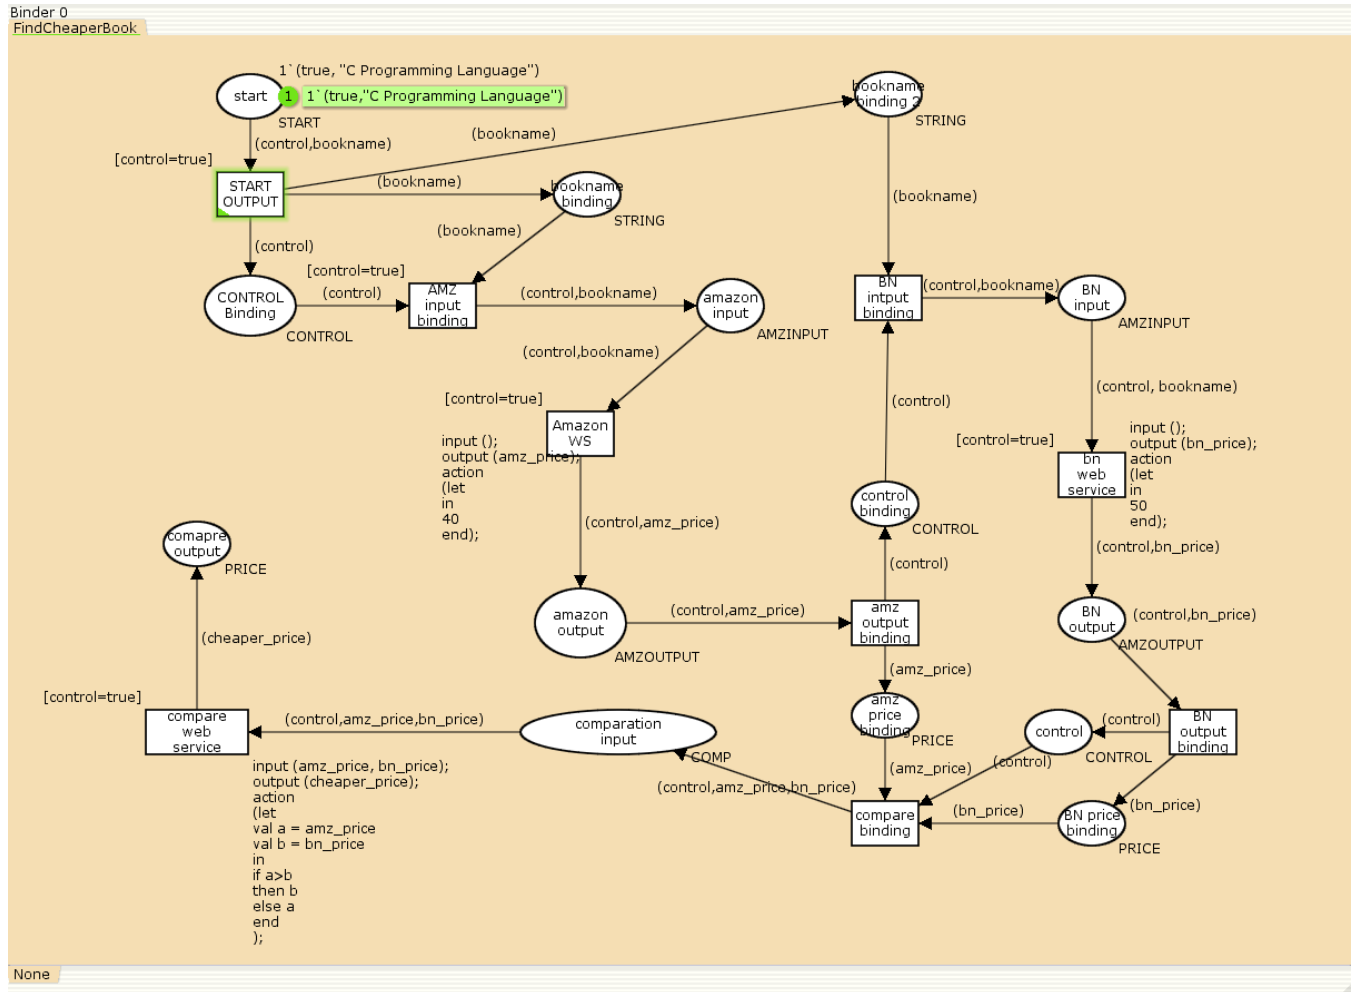 Binder 0
FindCheaperBook
1`(true, "C Programming Language")
start
1
1`(true,"C Programming Language")
START
(control,bookname)
[control=true]
START
OUTPUT
(bookname)
bookname
binding 2
STRING
(bookname)
bookname
binding
STRING
(bookname)
(bookname)
(control)
CONTROL
Binding
CONTROL
[control=true]
(control)
AMZ
input
binding
(control,bookname)
amazon
input
AMZINPUT
BN
intput
binding
(control,bookname)
BN
input
AMZINPUT
(control,bookname)
[control=true]
Amazon
WS
input ();
output (amz_price);
action
(let
in
40
end);
(control)
(control, bookname)
[control=true]
bn
web
service
input ();
output (bn_price);
action
(let
in
50
end);
(control,amz_price)
control
binding
CONTROL
(control)
(control,bn_price)
comapre
output
PRICE
(cheaper_price)
amazon
output
AMZOUTPUT
(control,amz_price)
amz
output
binding
BN
output
(control,bn_price)
AMZOUTPUT
(amz_price)
amz
price
binding
PRICE
(amz_price)
[control=true]
compare
web
service
(control,amz_price,bn_price)
comparation
input
COMP
(control,amz_price,bn_price)
control
CONTROL
(control)
(control)
BN
output
binding
(bn_price)
compare
binding
(bn_price)
BN price
binding
PRICE
input (amz_price, bn_price);
output (cheaper_price);
action
(let
val a = amz_price
val b = bn_price
in
if a>b
then b
else a
end
);
None